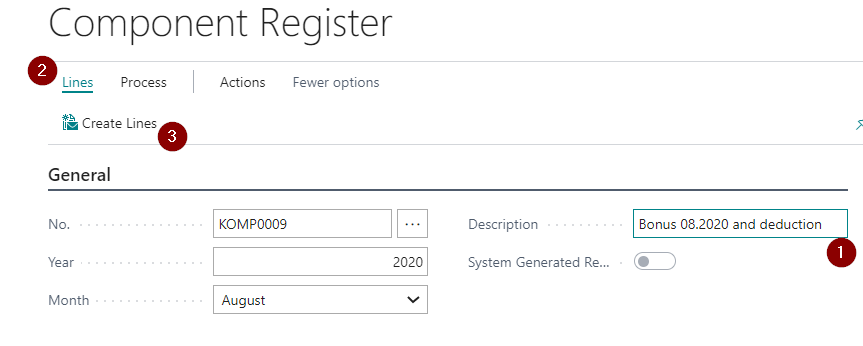 Component Register
2
Lines Process Actions Fewer options
Create Lines
3
General
No. KOMP0009 ... Description Bonus 08.2020 and deduction
1
Year 2020 System Generated Re...
Month August